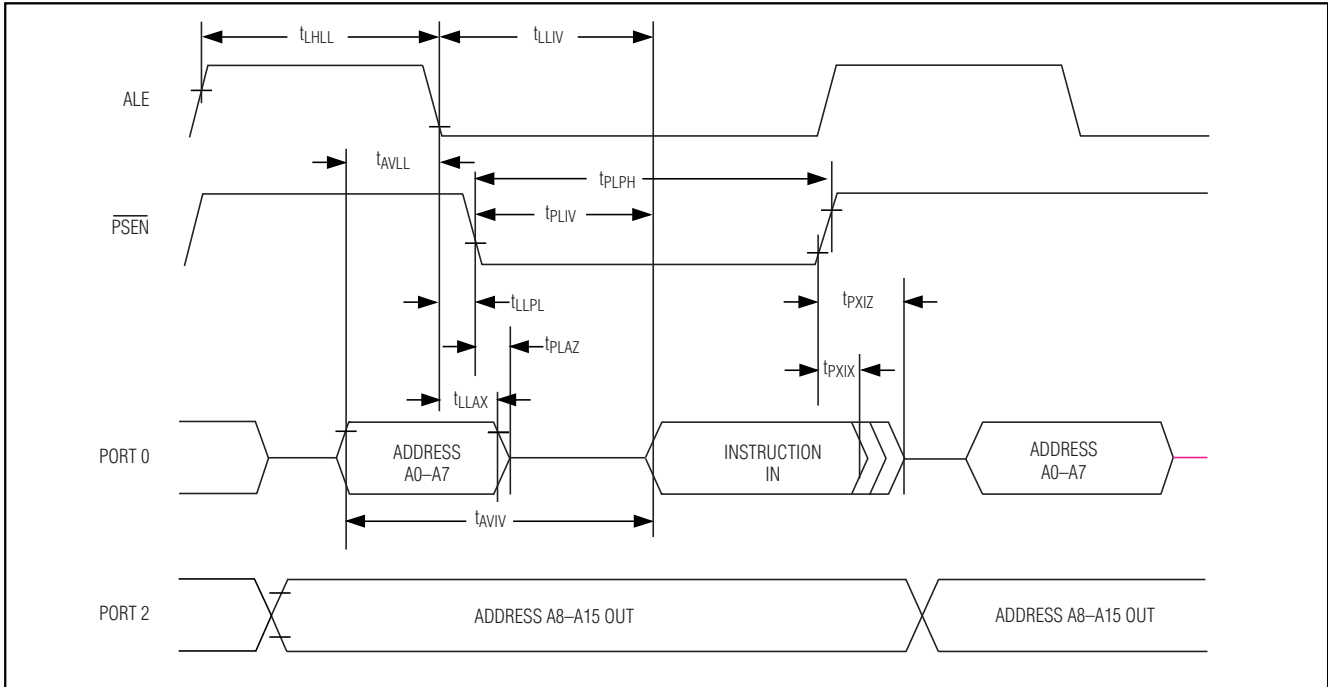 tLHLL
tLLIV
ALE
tAVLL
tPLPH
PSEN
tPLIV
tLLPL
tPXIZ
tPLAZ
tPXIX
tLLAX
PORT 0
ADDRESS
A0–A7
INSTRUCTION
IN
ADDRESS
A0–A7
tAVIV
PORT 2
ADDRESS A8–A15 OUT
ADDRESS A8–A15 OUT